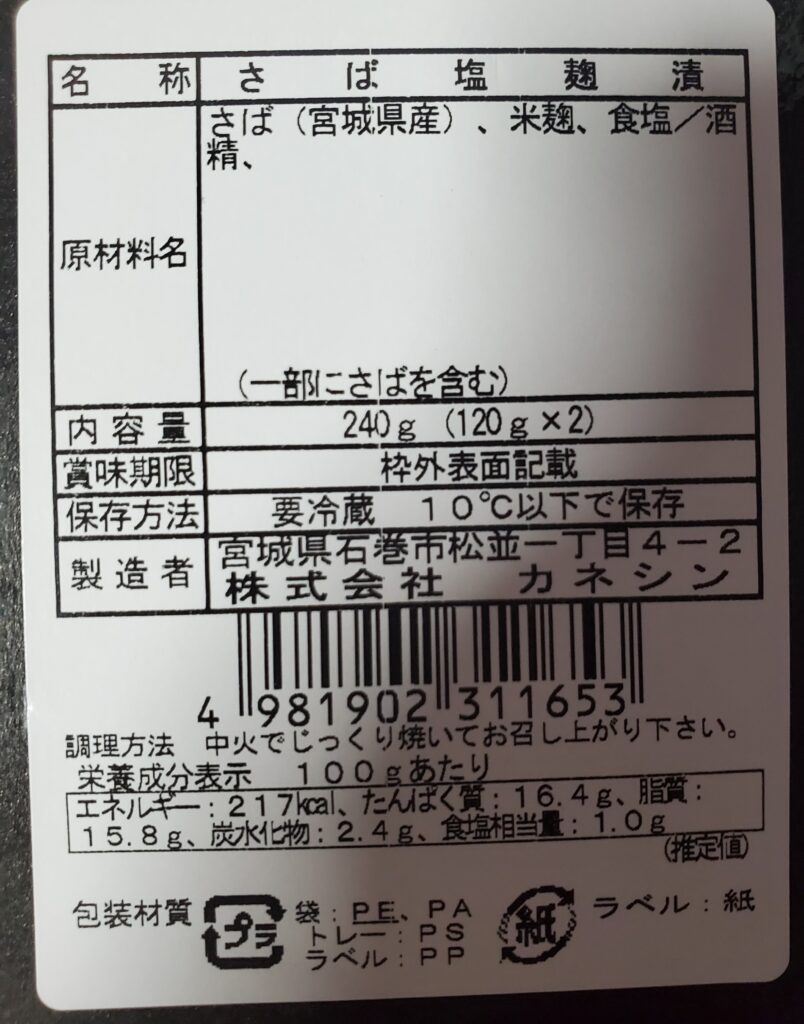 名称 さば塩麹漬
原材料名 さば（宮城県産）、米麹、食塩／酒
精、
（一部にさばを含む）
内容量 240g（120g×2）
賞味期限 枠外表面記載
保存方法 要冷蔵 10℃以下で保存
製造者 宮城県石巻市松並一丁目4－2
株式会社 カネシン
4 981902 311653
調理方法 中火でじっくり焼いてお召し上がり下さい。
栄養成分表示 100gあたり
エネルギー：217kcal、たんぱく質：16.4g、脂質：
15.8g、炭水化物：2.4g、食塩相当量：1.0g
(推定値)
包装材質 プラ 袋：PE、PA 紙 ラベル：紙
トレー：PS
ラベル：PP